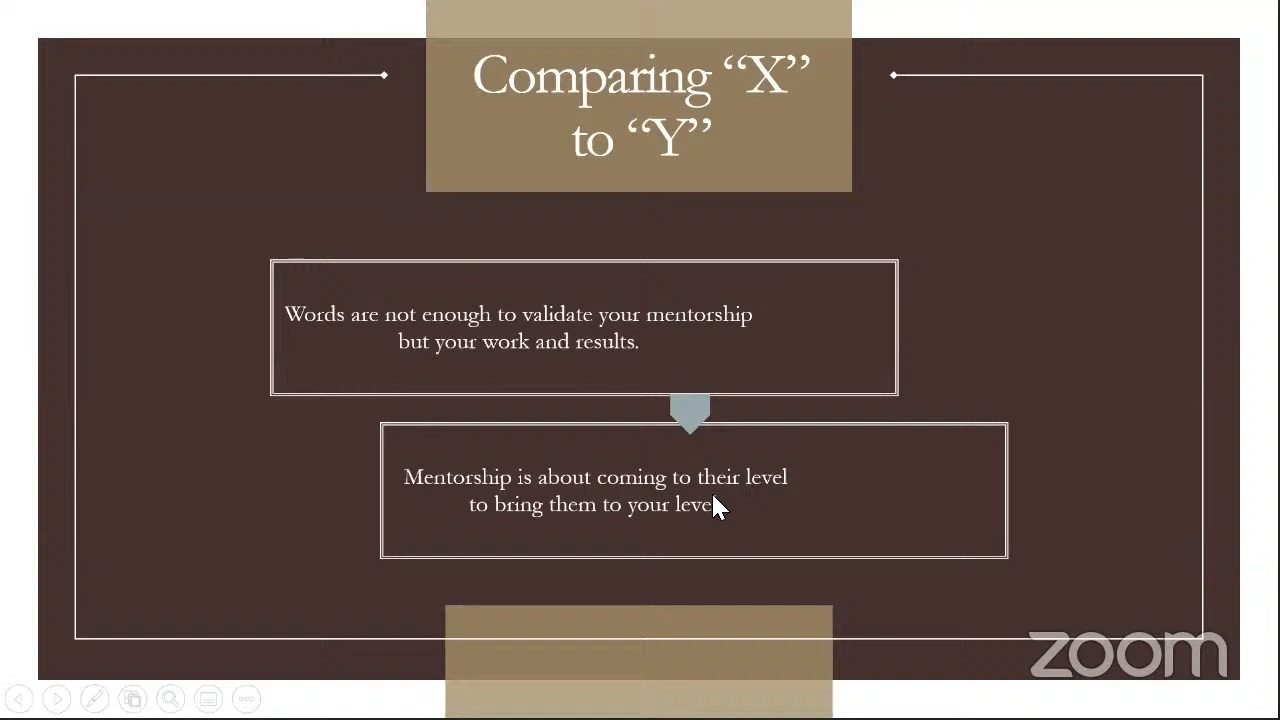 Comparing “X”
to “Y”
Words are not enough to validate your mentorship
but your work and results.
Mentorship is about coming to their level
to bring them to your level
zoom